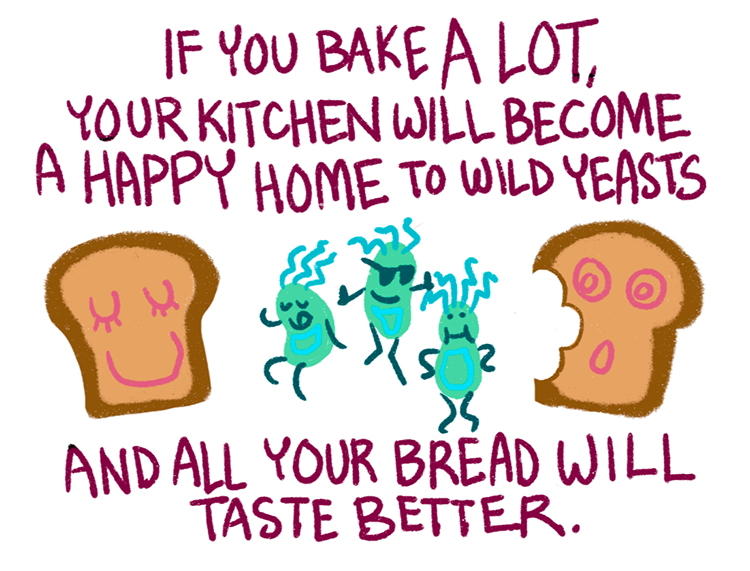 IF YOU BAKE A LOT,
YOUR KITCHEN WILL BECOME
A HAPPY HOME TO WILD YEASTS
AND ALL YOUR BREAD WILL
TASTE BETTER.